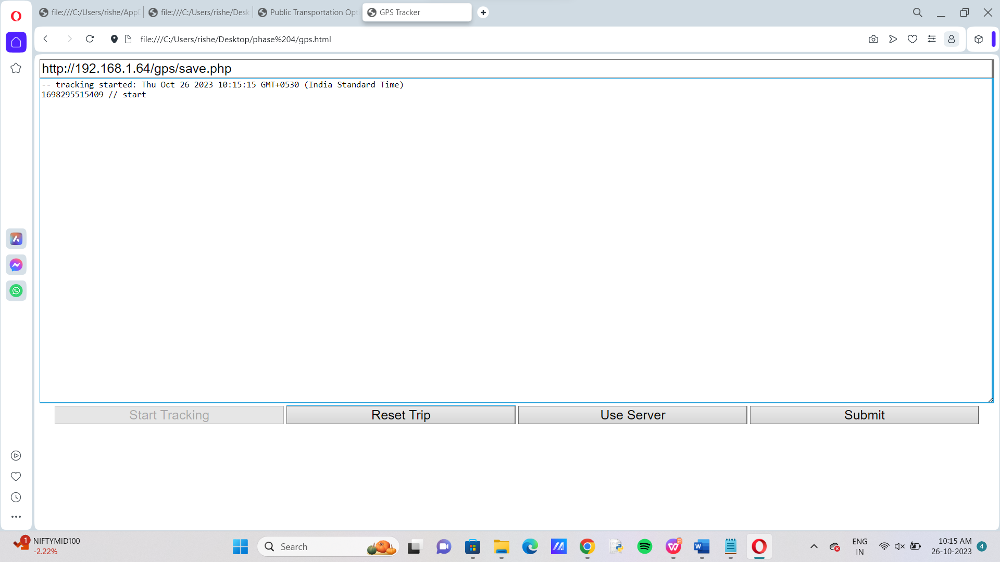 file:///C:/Users/rishe/App
file:///C:/Users/rishe/Desk
Public Transportation Opt
GPS Tracker
file:///C:/Users/rishe/Desktop/phase%204/gps.html
http://192.168.1.64/gps/save.php
-- tracking started: Thu Oct 26 2023 10:15:15 GMT+0530 (India Standard Time)
1698295515409 // start
Start Tracking
Reset Trip
Use Server
Submit
1
NIFTYMID100
-2.22%
Search
ENG
IN
10:15 AM
26-10-2023
4